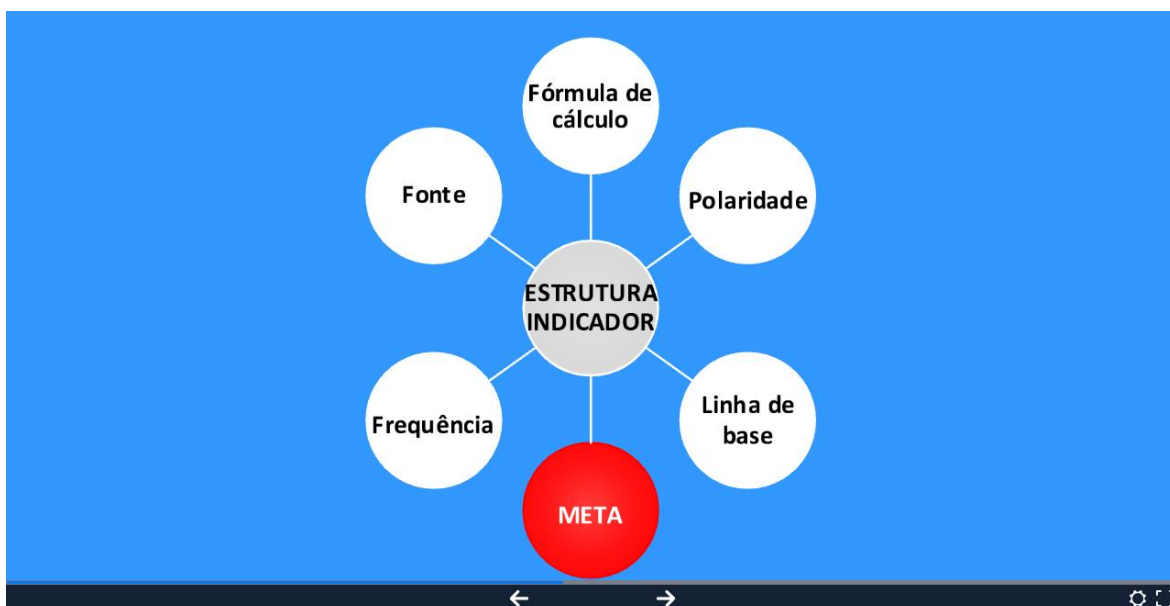 Fórmula de
cálculo
Fonte
Polaridade
ESTRUTURA
INDICADOR
Frequência
Linha de
base
META